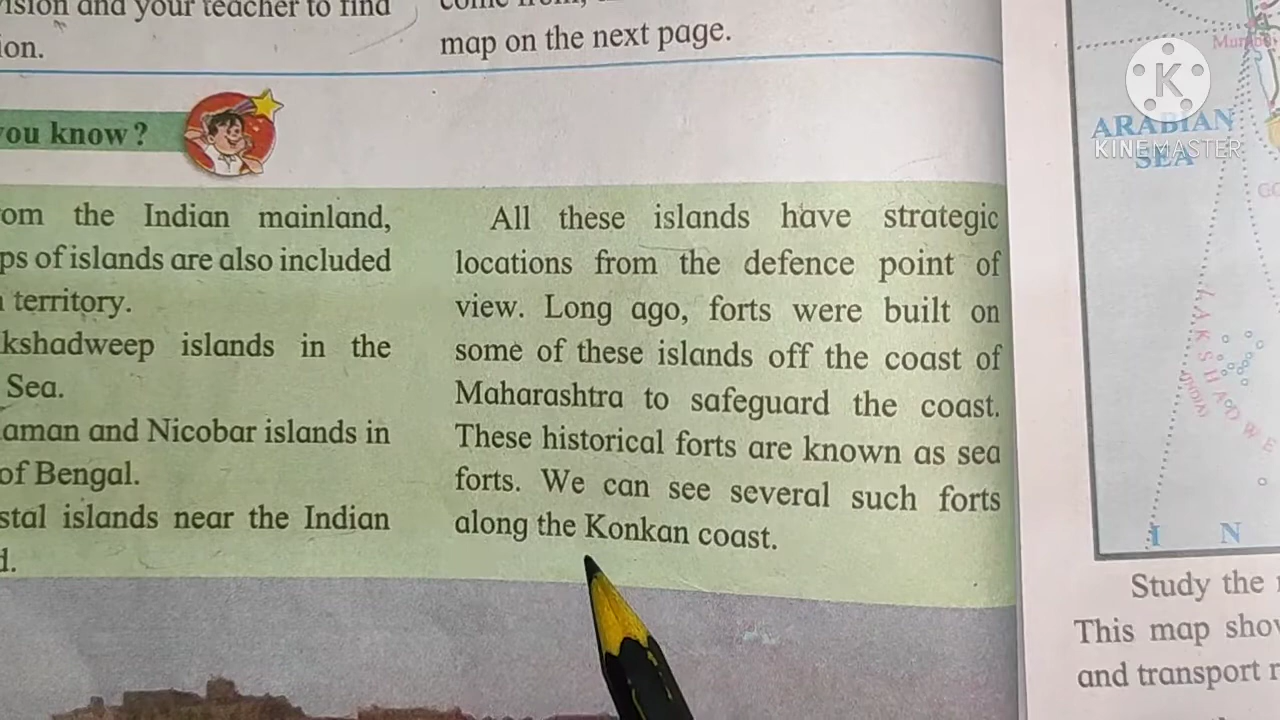 ision and your teacher to find
ion.
map on the next page.
you know?
om the Indian mainland,
ps of islands are also included
territory.
kshadweep islands in the
Sea.
aman and Nicobar islands in
of Bengal.
stal islands near the Indian
d.
All these islands have strategic
locations from the defence point of
view. Long ago, forts were built on
some of these islands off the coast of
Maharashtra to safeguard the coast.
These historical forts are known as sea
forts. We can see several such forts
along the Konkan coast.
K
KINEMASTER
ARABIAN
SEA
LAKSHADWE
(INDIA)
I N
Study the
This map show
and transport r